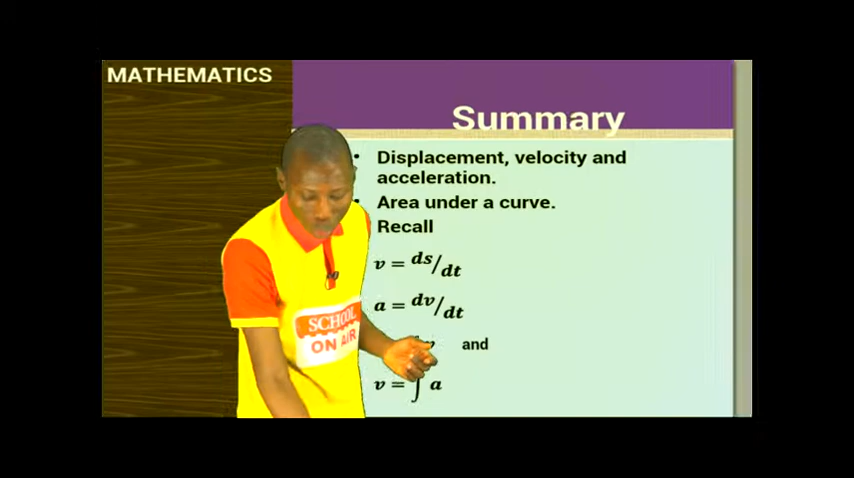 MATHEMATICS
Summary
• Displacement, velocity and
acceleration.
• Area under a curve.
Recall
v = ds/dt
a = dv/dt
and
v = ∫ a
SCHOOL
ON AIR